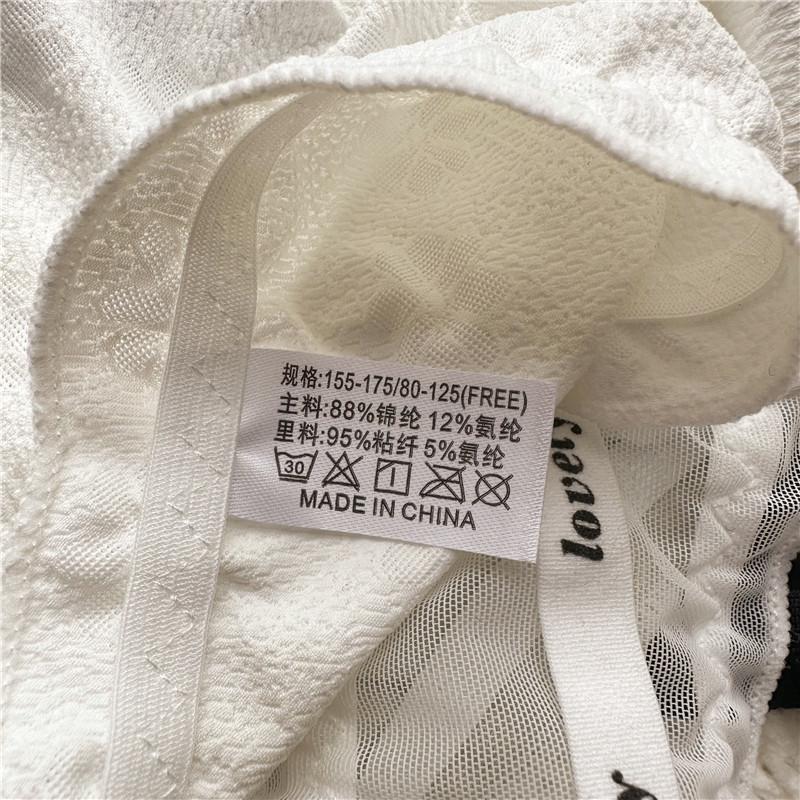 规格:155-175/80-125(FREE)
主料:88%锦纶 12%氨纶
里料:95%粘纤 5%氨纶
30
MADE IN CHINA
lovely